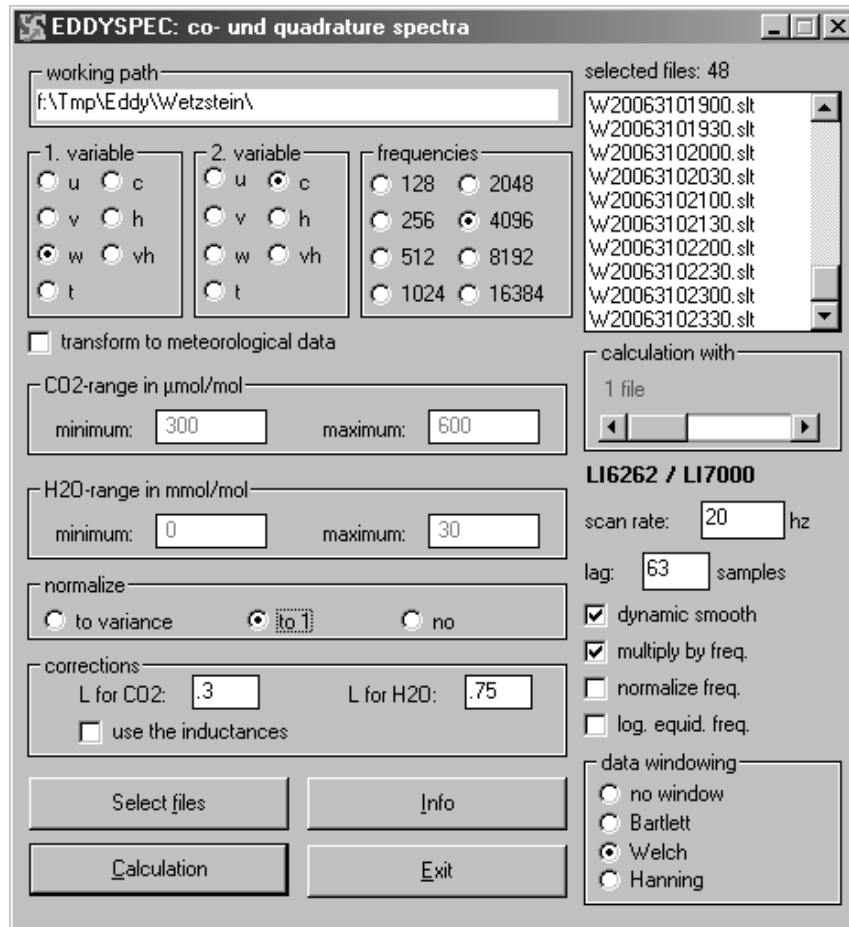 EDDYSPEC: co- und quadrature spectra
working path
f:\Tmp\Eddy\Wetzstein\
selected files: 48
W20063101900.slt
W20063101930.slt
W20063102000.slt
W20063102030.slt
W20063102100.slt
W20063102130.slt
W20063102200.slt
W20063102230.slt
W20063102300.slt
W20063102330.slt
1. variable
u c
v h
w vh
t
2. variable
u c
v h
w vh
t
frequencies
128 2048
256 4096
512 8192
1024 16384
transform to meteorological data
calculation with
1 file
CO2-range in µmol/mol
minimum: 300 maximum: 600
H2O-range in mmol/mol
minimum: 0 maximum: 30
LI6262 / LI7000
scan rate: 20 hz
lag: 63 samples
normalize
to variance to 1 no
dynamic smooth
multiply by freq.
normalize freq.
log. equid. freq.
corrections
L for CO2: .3 L for H2O: .75
use the inductances
data windowing
no window
Bartlett
Welch
Hanning
Select files Info
Calculation Exit